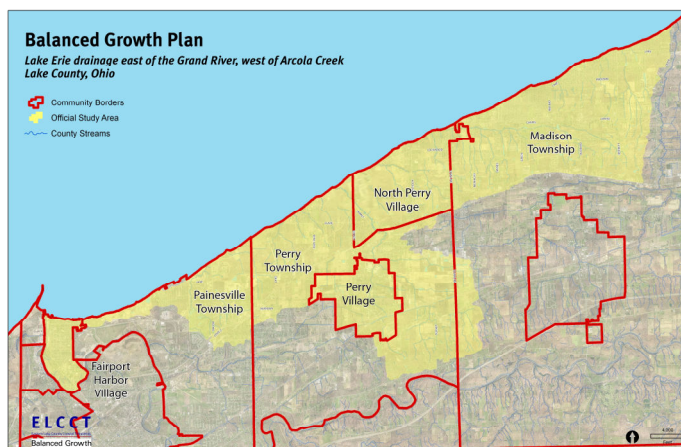 Balanced Growth Plan
Lake Erie drainage east of the Grand River, west of Arcola Creek
Lake County, Ohio
Community Borders
Official Study Area
County Streams
Madison
Township
North Perry
Village
Perry
Township
Perry
Village
Painesville
Township
Fairport
Harbor
Village
ELCCT
Balanced Growth
Feet